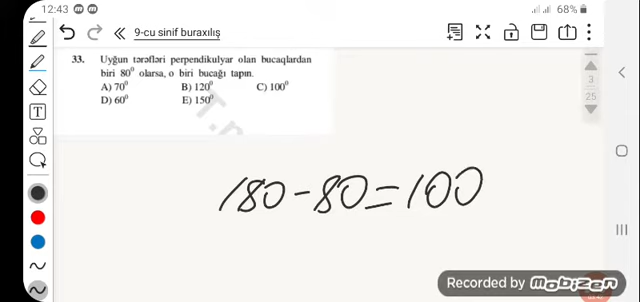 12:43
68%
9-cu sinif buraxılış
33. Uyğun tərəfləri perpendikulyar olan bucaqlardan
biri 80⁰ olarsa, o biri bucağı tapın.
A) 70⁰ B) 120⁰ C) 100⁰
D) 60⁰ E) 150⁰
3
25
T
180-80=100
Recorded by
mobizen